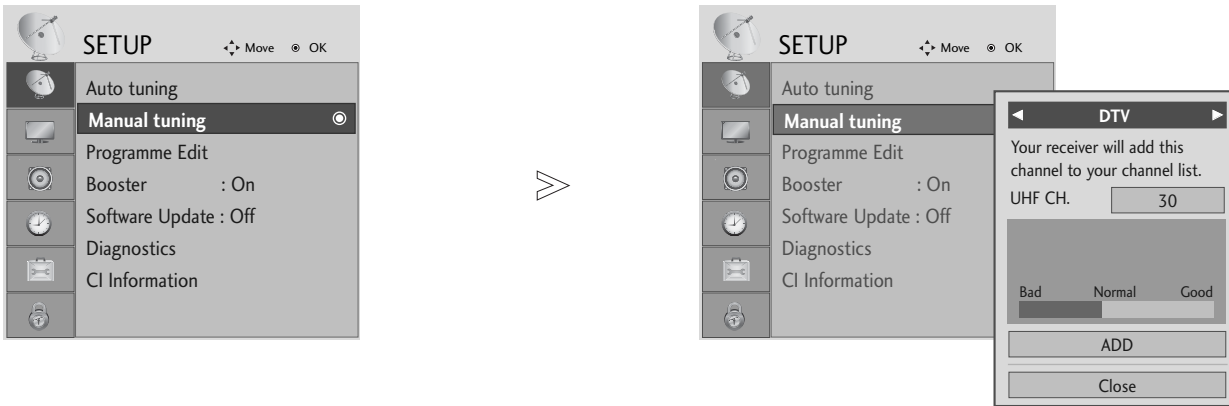 SETUP Move OK
Auto tuning
Manual tuning
Programme Edit
Booster : On
Software Update : Off
Diagnostics
CI Information
SETUP Move OK
Auto tuning
Manual tuning
Programme Edit
Booster : On
Software Update : Off
Diagnostics
CI Information
DTV
Your receiver will add this
channel to your channel list.
UHF CH. 30
Bad Normal Good
ADD
Close